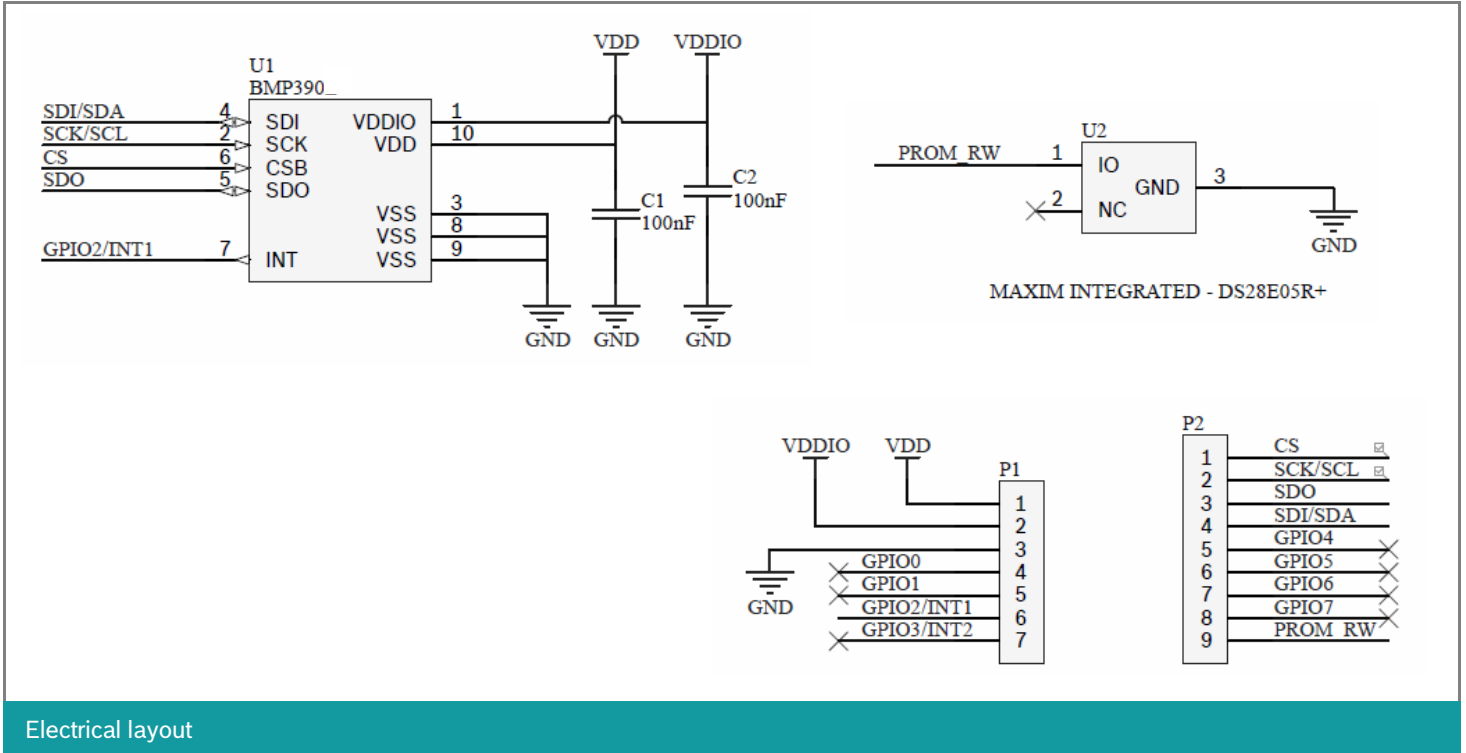 VDD VDDIO
U1
BMP390_
SDI/SDA 4 SDI VDDIO 1
SCK/SCL 2 SCK VDD 10
CS 6 CSB
SDO 5 SDO
VSS 3
VSS 8
GPIO2/INT1 7 INT VSS 9
C1
100nF
C2
100nF
GND GND GND
U2
PROM_RW 1 IO
GND 3
2 NC
GND
MAXIM INTEGRATED - DS28E05R+
VDDIO VDD
P1
1
2
3
GND
GPIO0 4
GPIO1 5
GPIO2/INT1 6
GPIO3/INT2 7
P2
1 CS
2 SCK/SCL
3 SDO
4 SDI/SDA
5 GPIO4
6 GPIO5
7 GPIO6
8 GPIO7
9 PROM_RW
Electrical layout